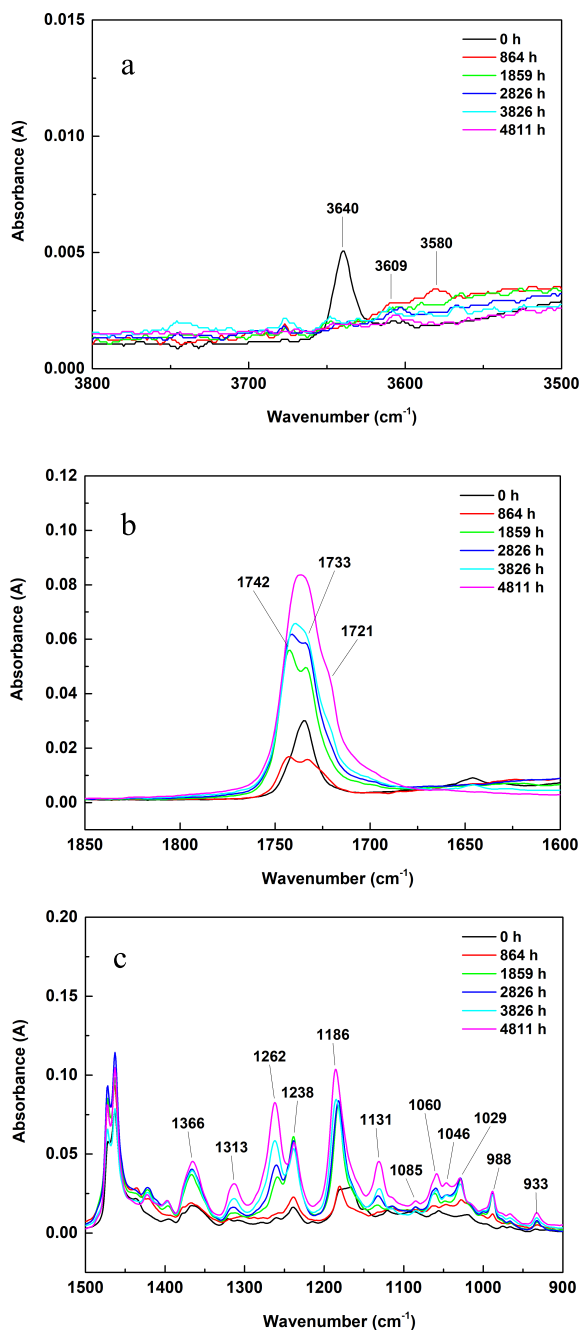 a
0.015
0.010
0.005
0.000
Absorbance (A)
0 h
864 h
1859 h
2826 h
3826 h
4811 h
3640
3609
3580
3800
3700
3600
3500
Wavenumber (cm⁻¹)
b
0.12
0.10
0.08
0.06
0.04
0.02
0.00
Absorbance (A)
0 h
864 h
1859 h
2826 h
3826 h
4811 h
1742
1733
1721
1850
1800
1750
1700
1650
1600
Wavenumber (cm⁻¹)
c
0.20
0.15
0.10
0.05
0.00
Absorbance (A)
0 h
864 h
1859 h
2826 h
3826 h
4811 h
1366
1313
1262
1238
1186
1131
1085
1060
1046
1029
988
933
1500
1400
1300
1200
1100
1000
900
Wavenumber (cm⁻¹)